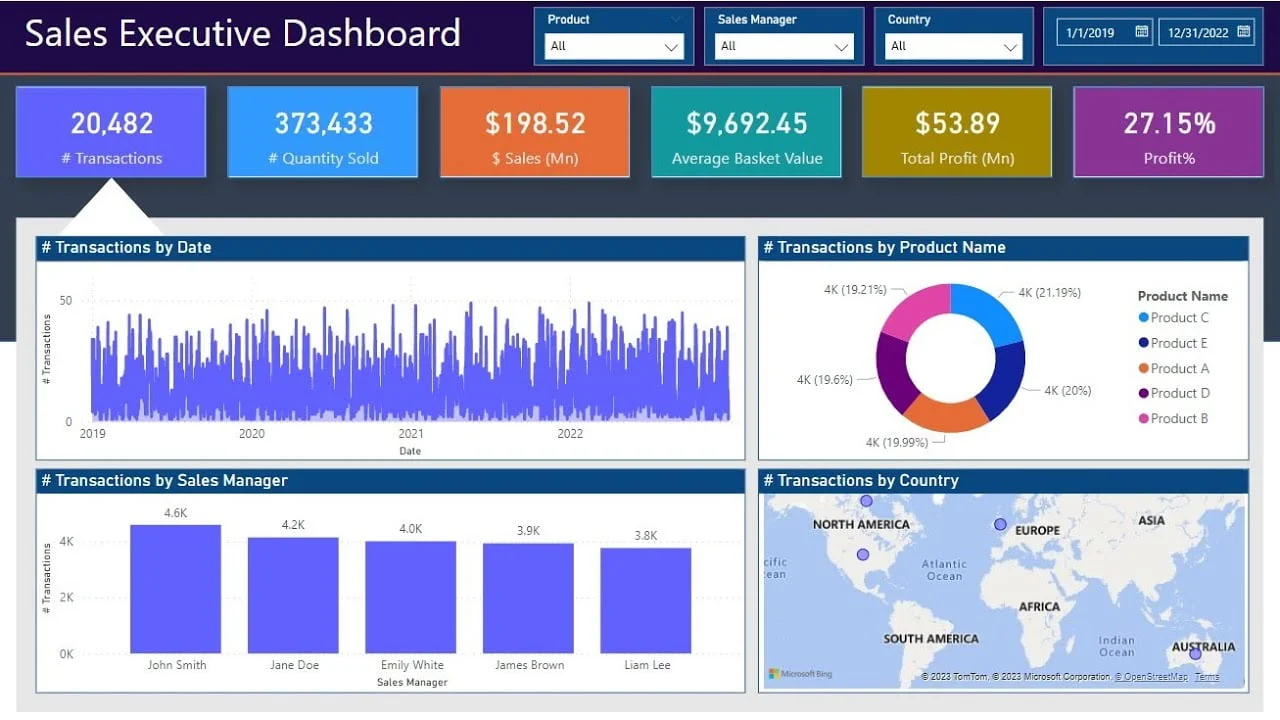 Sales Executive Dashboard
Product
All
Sales Manager
All
Country
All
1/1/2019
12/31/2022
20,482
# Transactions
373,433
# Quantity Sold
$198.52
$ Sales (Mn)
$9,692.45
Average Basket Value
$53.89
Total Profit (Mn)
27.15%
Profit%
# Transactions by Date
# Transactions
50
0
2019
2020
2021
2022
Date
# Transactions by Product Name
4K (19.21%)
4K (21.19%)
4K (19.6%)
4K (20%)
4K (19.99%)
Product Name
Product C
Product E
Product A
Product D
Product B
# Transactions by Sales Manager
# Transactions
4K
2K
0K
4.6K
4.2K
4.0K
3.9K
3.8K
John Smith
Jane Doe
Emily White
James Brown
Liam Lee
Sales Manager
# Transactions by Country
NORTH AMERICA
EUROPE
ASIA
cific
ean
Atlantic
Ocean
AFRICA
SOUTH AMERICA
Indian
Ocean
AUSTRALIA
Microsoft Bing
© 2023 TomTom, © 2023 Microsoft Corporation, © OpenStreetMap Terms